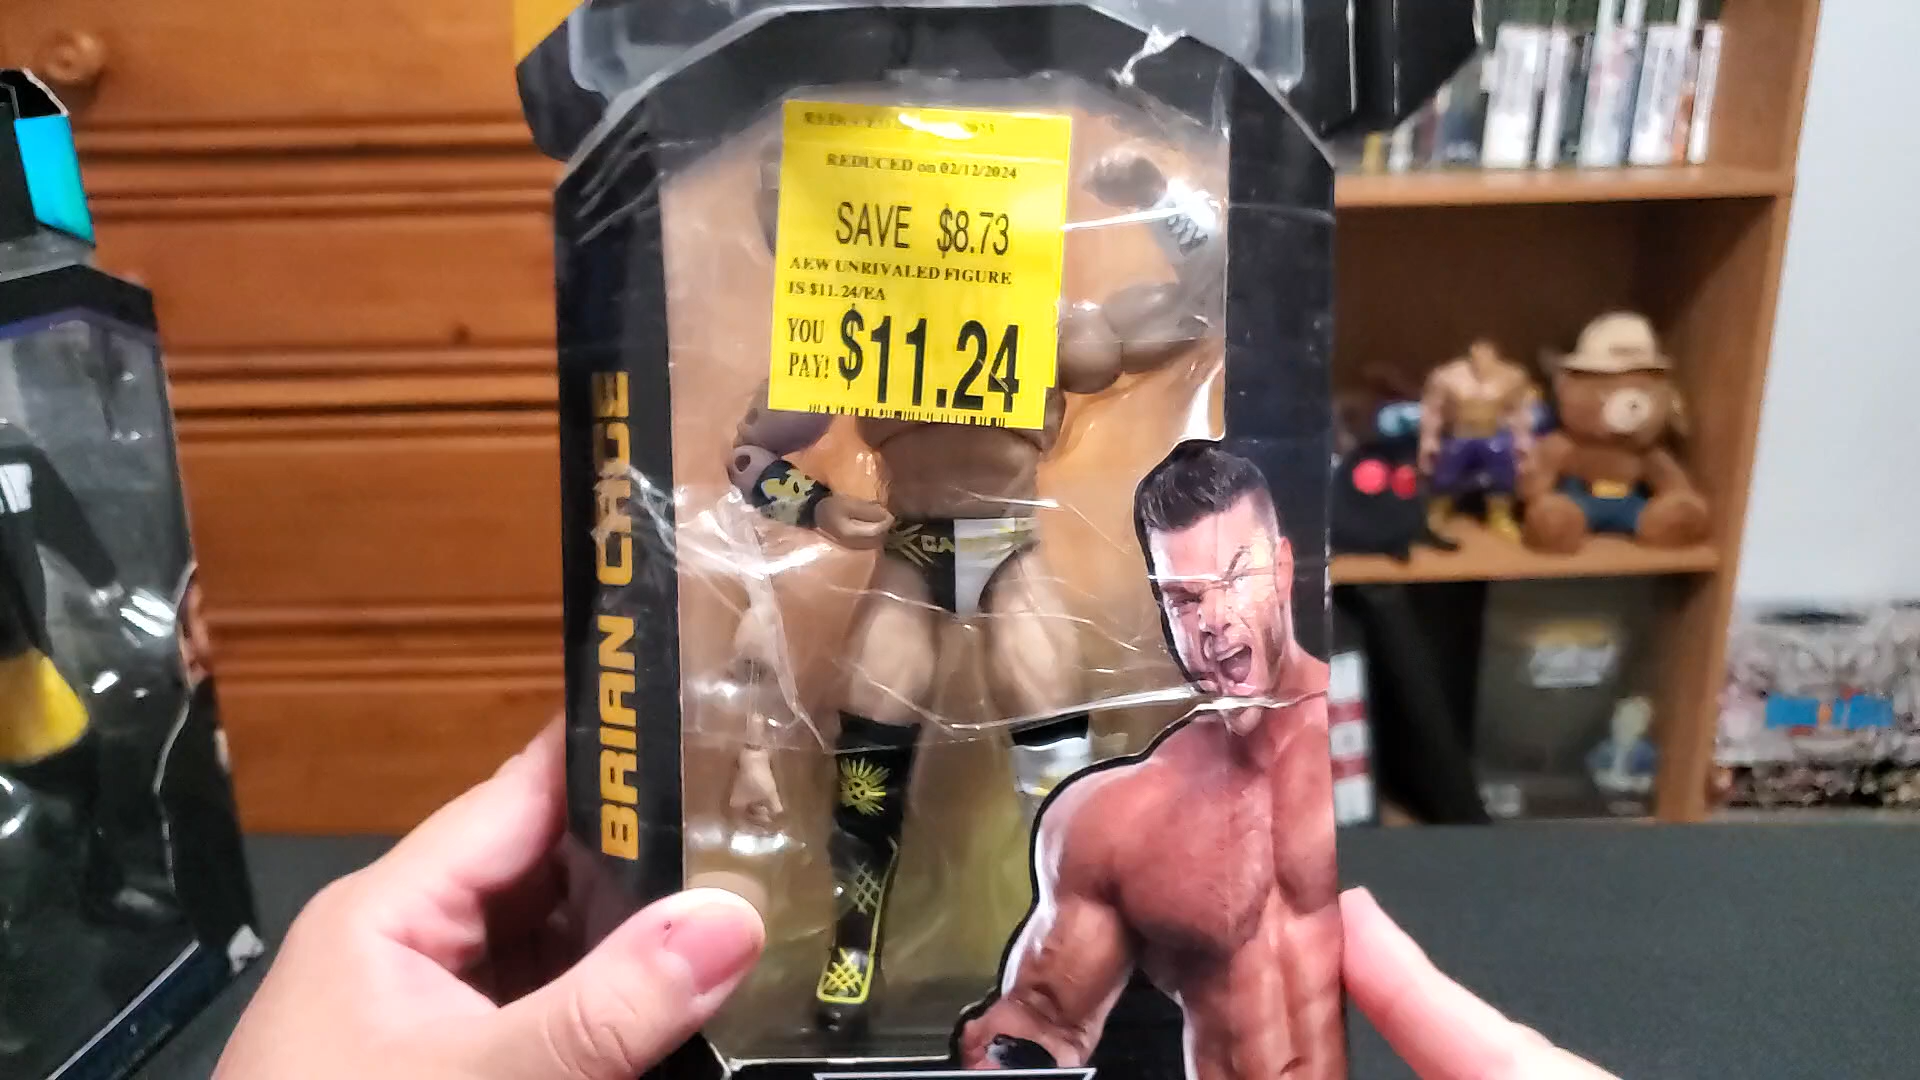 REDUCED on 02/12/2024
SAVE $8.73
AEW UNRIVALED FIGURE
IS $11.24/EA
YOU PAY! $11.24
BRIAN CAGE